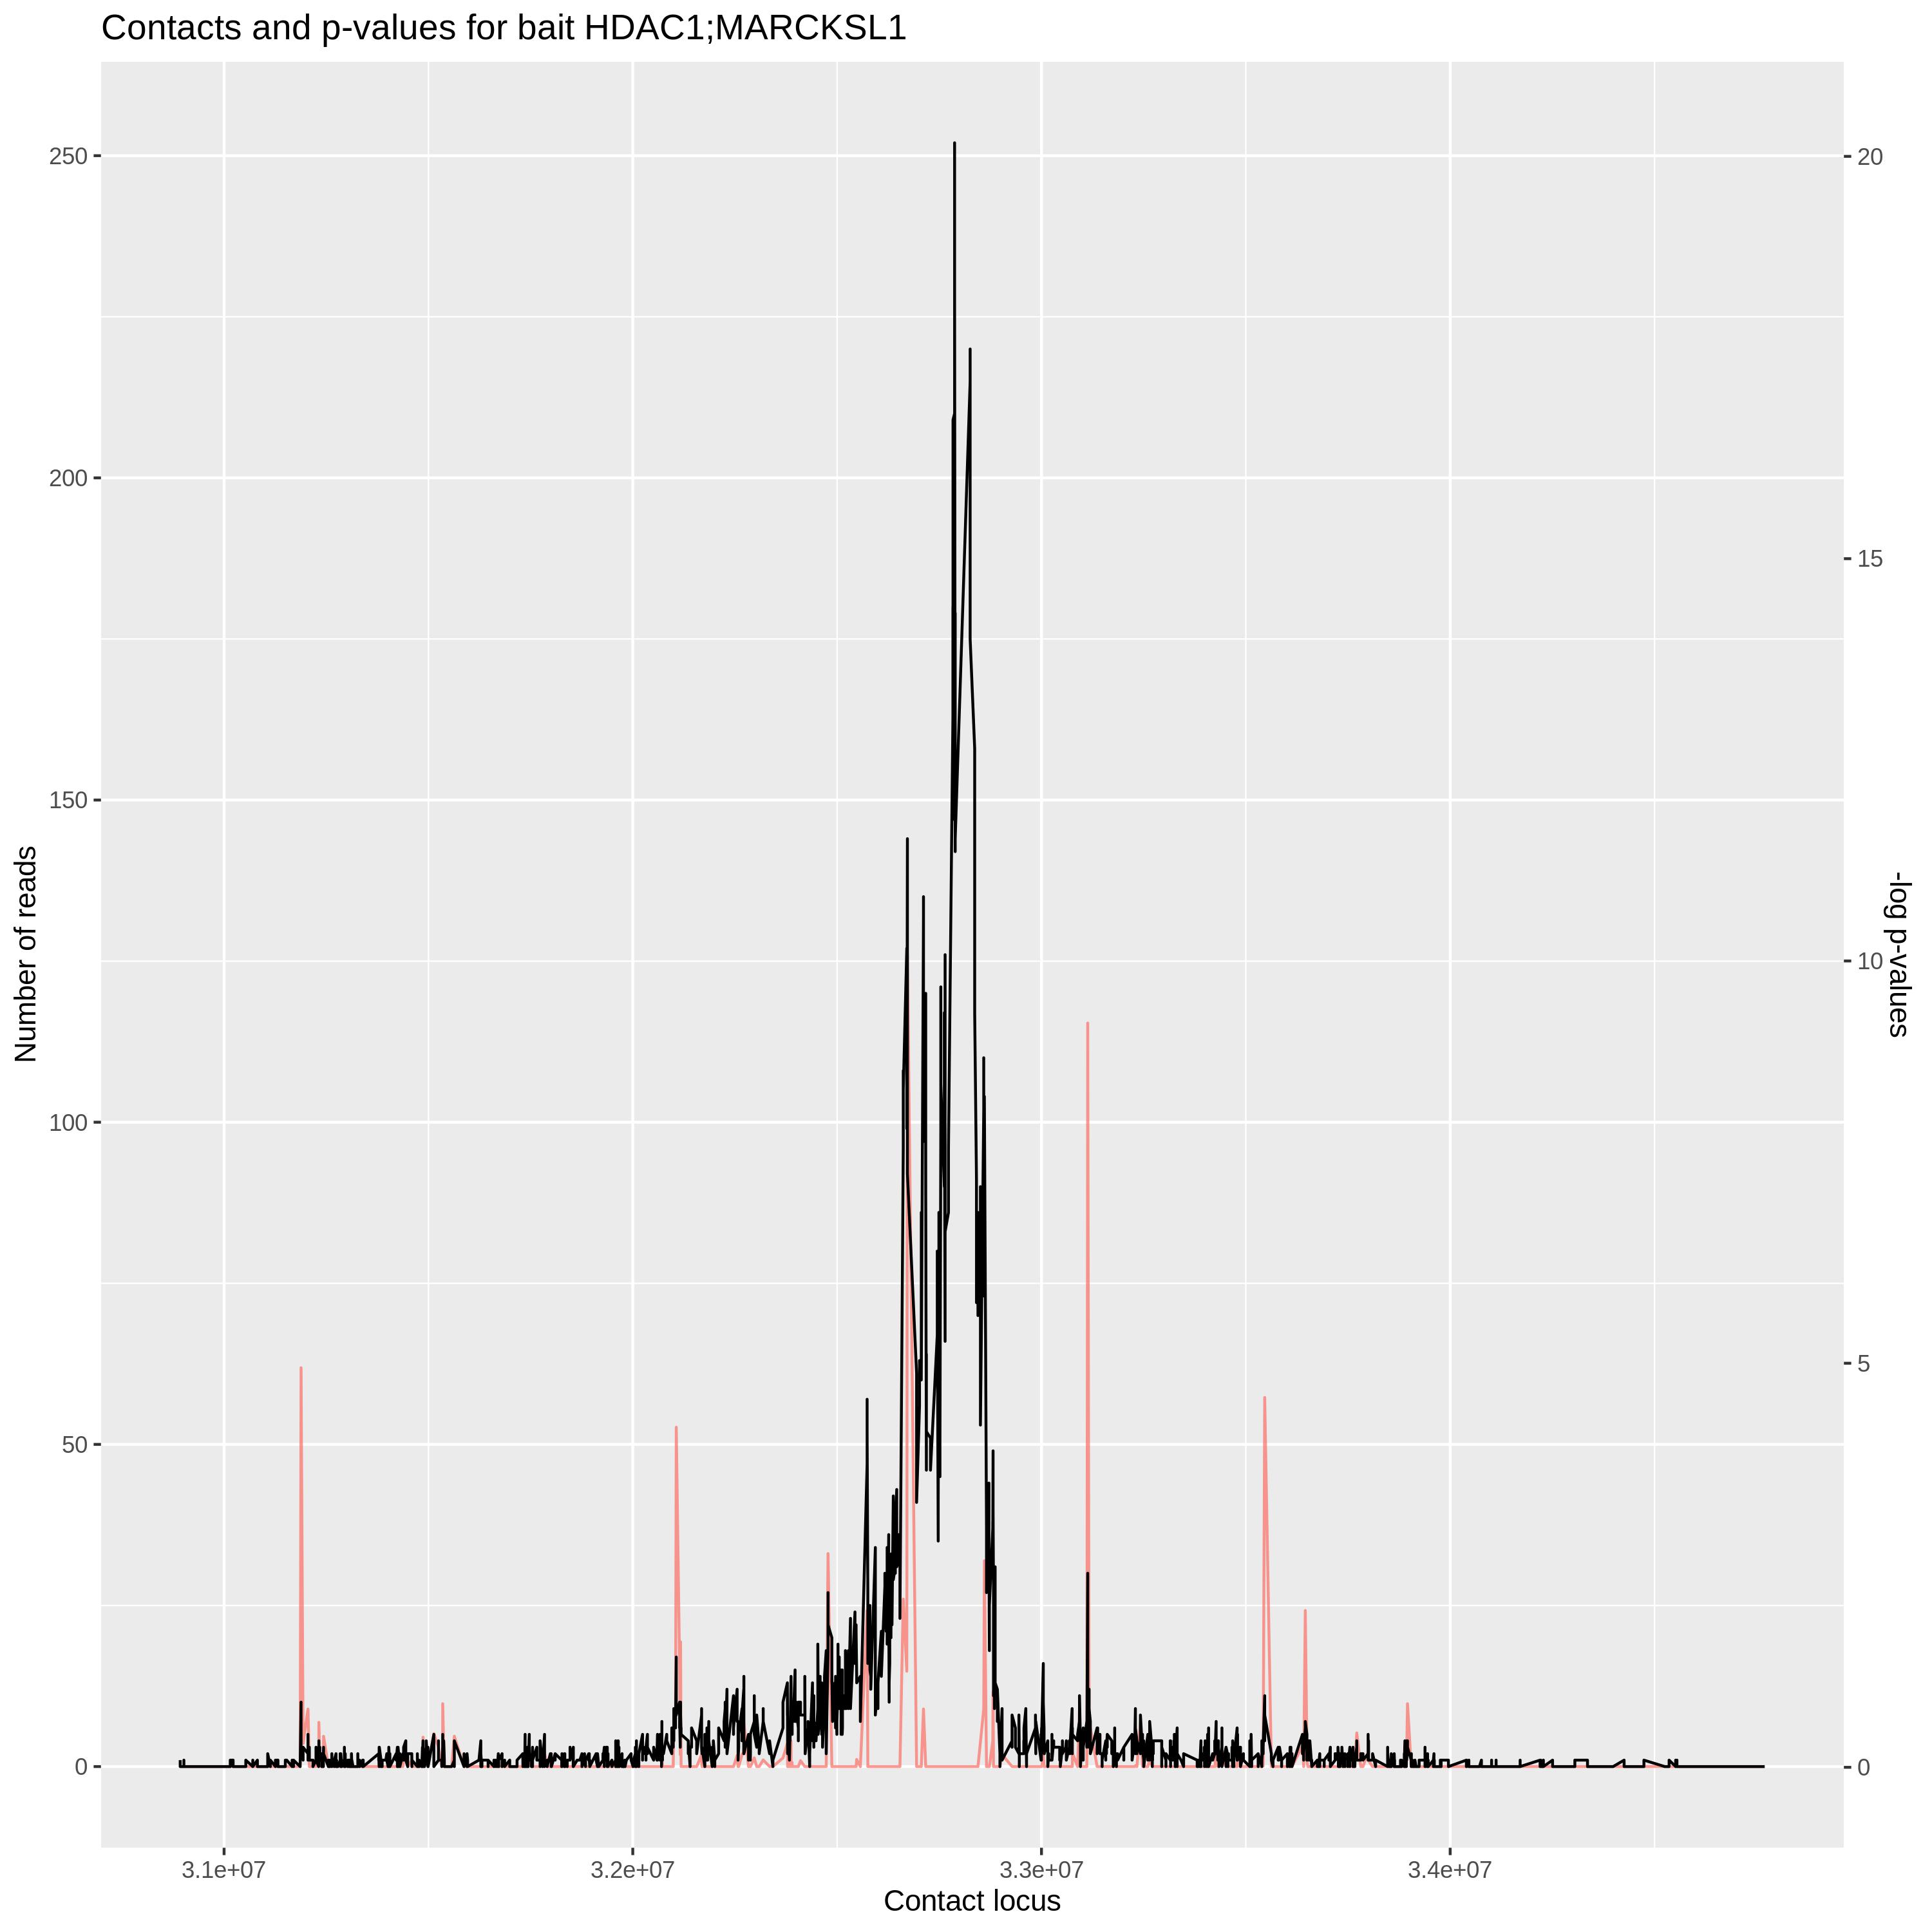 Contacts and p-values for bait HDAC1;MARCKSL1
250
200
150
100
50
0
Number of reads
20
15
10
5
0
-log p-values
3.1e+07 3.2e+07 3.3e+07 3.4e+07
Contact locus